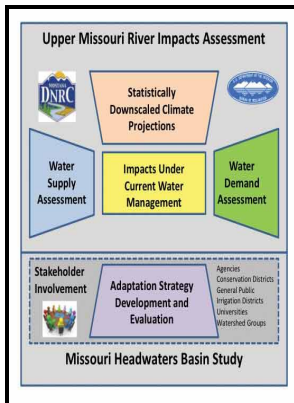 Upper Missouri River Impacts Assessment
MONTANA
DNRC
Statistically
Downscaled Climate
Projections
Water
Supply
Assessment
Impacts Under
Current Water
Management
Water
Demand
Assessment
Stakeholder
Involvement
Adaptation Strategy
Development and
Evaluation
Agencies
Conservation Districts
General Public
Irrigation Districts
Universities
Watershed Groups
Missouri Headwaters Basin Study